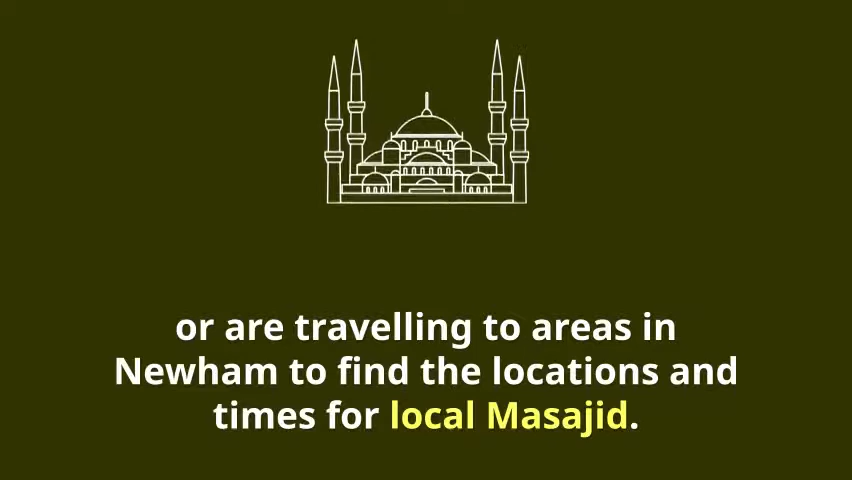 or are travelling to areas in
Newham to find the locations and
times for local Masajid.